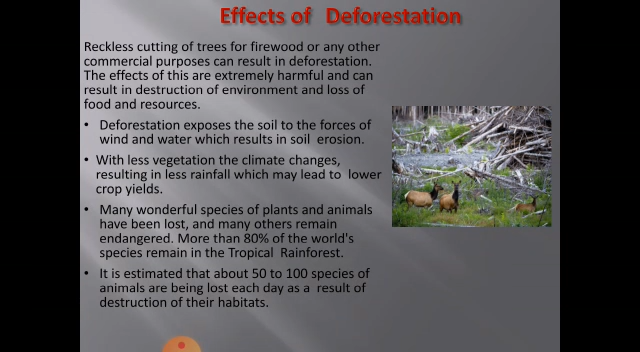 Effects of Deforestation
Reckless cutting of trees for firewood or any other
commercial purposes can result in deforestation.
The effects of this are extremely harmful and can
result in destruction of environment and loss of
food and resources.
• Deforestation exposes the soil to the forces of
wind and water which results in soil erosion.
• With less vegetation the climate changes,
resulting in less rainfall which may lead to lower
crop yields.
• Many wonderful species of plants and animals
have been lost, and many others remain
endangered. More than 80% of the world's
species remain in the Tropical Rainforest.
• It is estimated that about 50 to 100 species of
animals are being lost each day as a result of
destruction of their habitats.